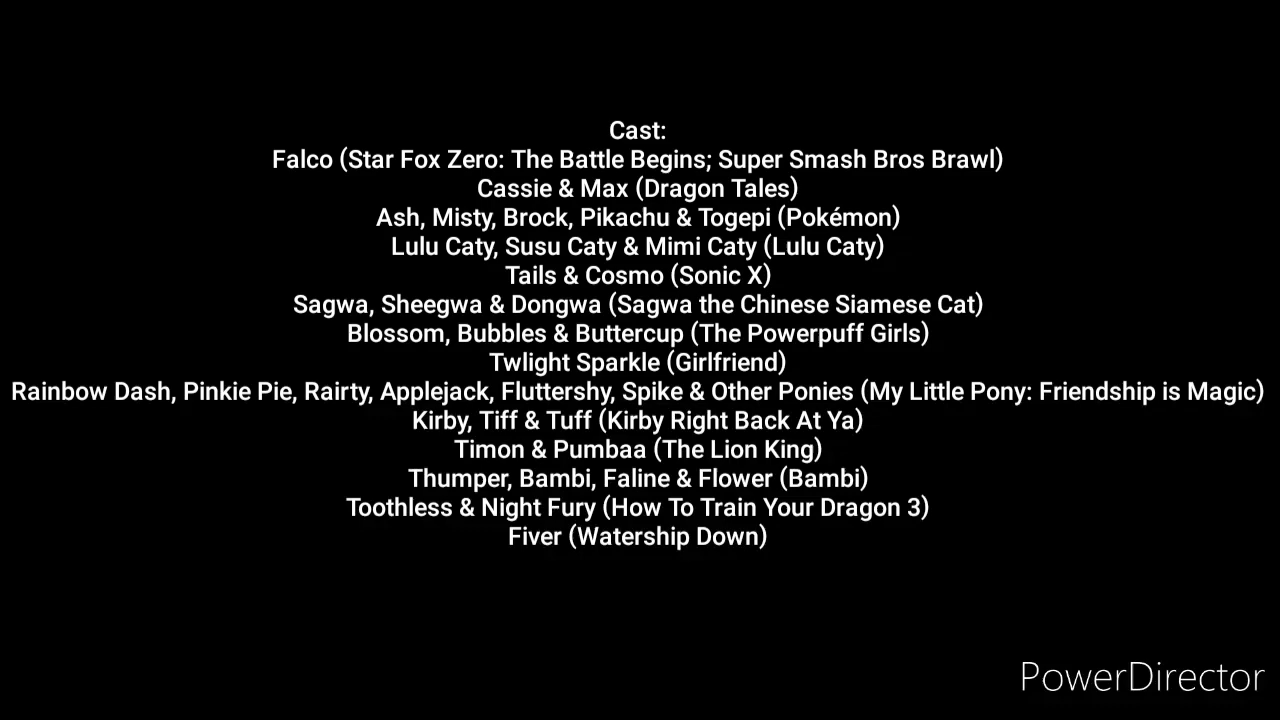 Cast:
Falco (Star Fox Zero: The Battle Begins; Super Smash Bros Brawl)
Cassie & Max (Dragon Tales)
Ash, Misty, Brock, Pikachu & Togepi (Pokémon)
Lulu Caty, Susu Caty & Mimi Caty (Lulu Caty)
Tails & Cosmo (Sonic X)
Sagwa, Sheegwa & Dongwa (Sagwa the Chinese Siamese Cat)
Blossom, Bubbles & Buttercup (The Powerpuff Girls)
Twlight Sparkle (Girlfriend)
Rainbow Dash, Pinkie Pie, Rairty, Applejack, Fluttershy, Spike & Other Ponies (My Little Pony: Friendship is Magic)
Kirby, Tiff & Tuff (Kirby Right Back At Ya)
Timon & Pumbaa (The Lion King)
Thumper, Bambi, Faline & Flower (Bambi)
Toothless & Night Fury (How To Train Your Dragon 3)
Fiver (Watership Down)
PowerDirector